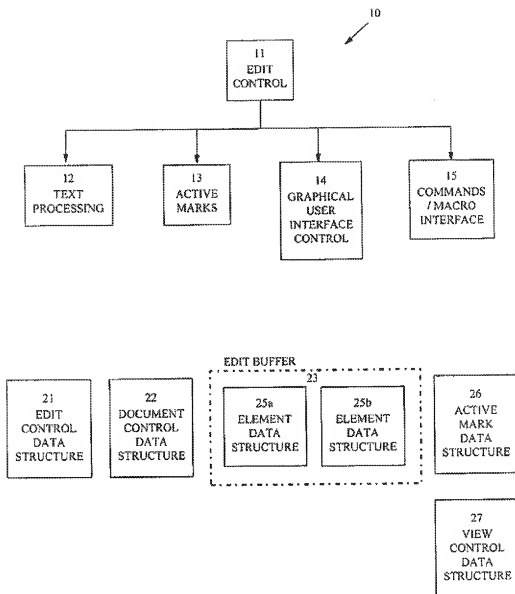 10
11
EDIT
CONTROL
12
TEXT
PROCESSING
13
ACTIVE
MARKS
14
GRAPHICAL
USER
INTERFACE
CONTROL
15
COMMANDS
/ MACRO
INTERFACE
EDIT BUFFER
23
21
EDIT
CONTROL
DATA
STRUCTURE
22
DOCUMENT
CONTROL
DATA
STRUCTURE
25a
ELEMENT
DATA
STRUCTURE
25b
ELEMENT
DATA
STRUCTURE
26
ACTIVE
MARK
DATA
STRUCTURE
27
VIEW
CONTROL
DATA
STRUCTURE